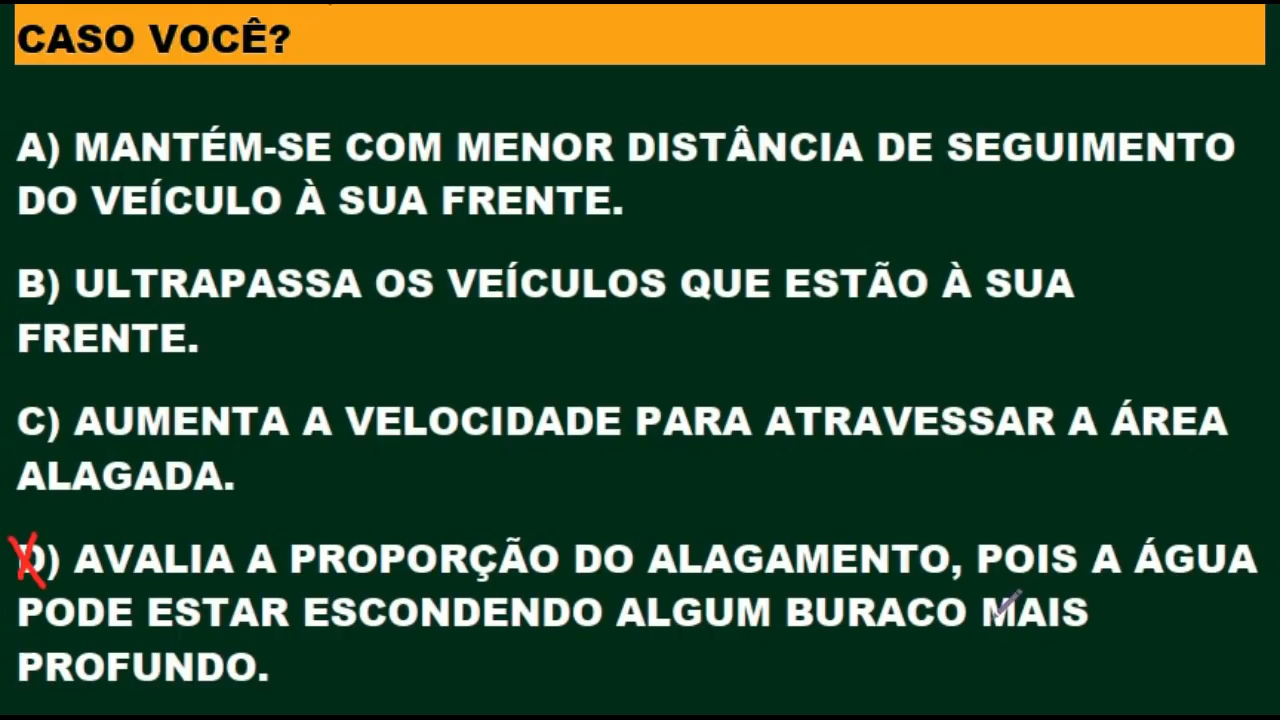 CASO VOCÊ?
A) MANTÉM-SE COM MENOR DISTÂNCIA DE SEGUIMENTO
DO VEÍCULO À SUA FRENTE.
B) ULTRAPASSA OS VEÍCULOS QUE ESTÃO À SUA
FRENTE.
C) AUMENTA A VELOCIDADE PARA ATRAVESSAR A ÁREA
ALAGADA.
D) AVALIA A PROPORÇÃO DO ALAGAMENTO, POIS A ÁGUA
PODE ESTAR ESCONDENDO ALGUM BURACO MAIS
PROFUNDO.